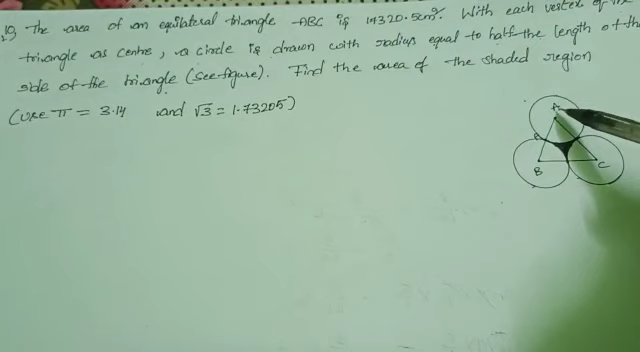 10) The area of an equilateral triangle ABC is 17320.5cm². With each vertex of the
triangle as centre, a circle is drawn with radius equal to half the length of the
side of the triangle (see figure). Find the area of the shaded region
(use π = 3.14 and √3 = 1.73205)
A
B
C